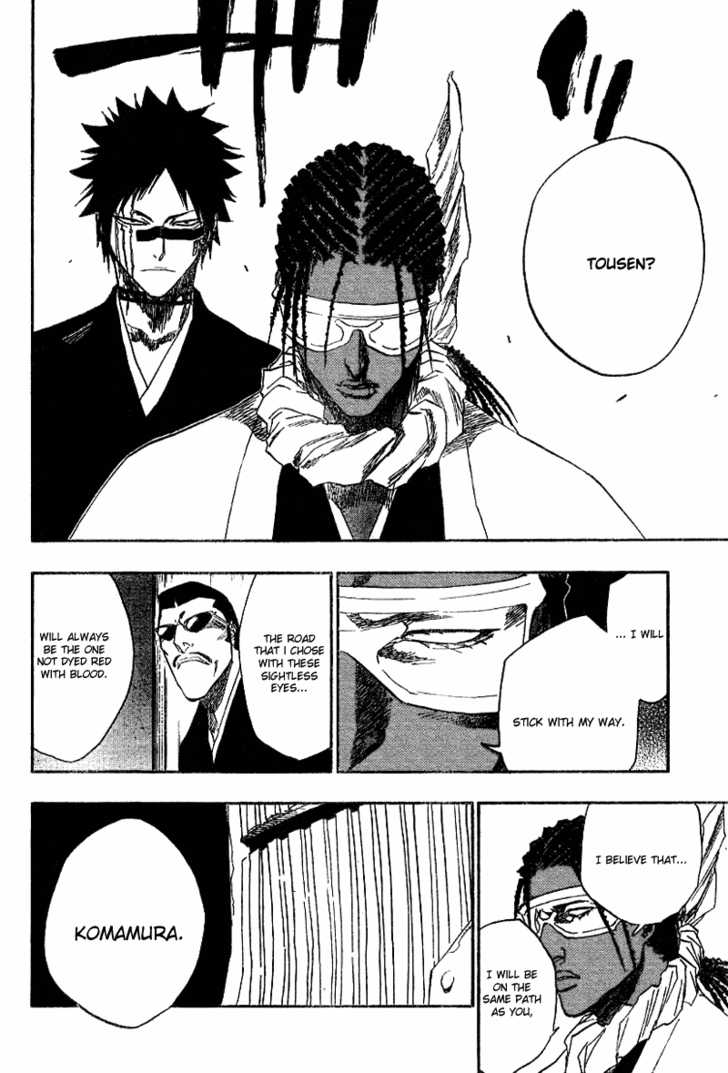 TOUSEN?
... I WILL
STICK WITH MY WAY.
THE ROAD
THAT I CHOSE
WITH THESE
SIGHTLESS
EYES...
WILL ALWAYS
BE THE ONE
NOT DYED RED
WITH BLOOD.
I BELIEVE THAT...
I WILL BE
ON THE
SAME PATH
AS YOU,
KOMAMURA.